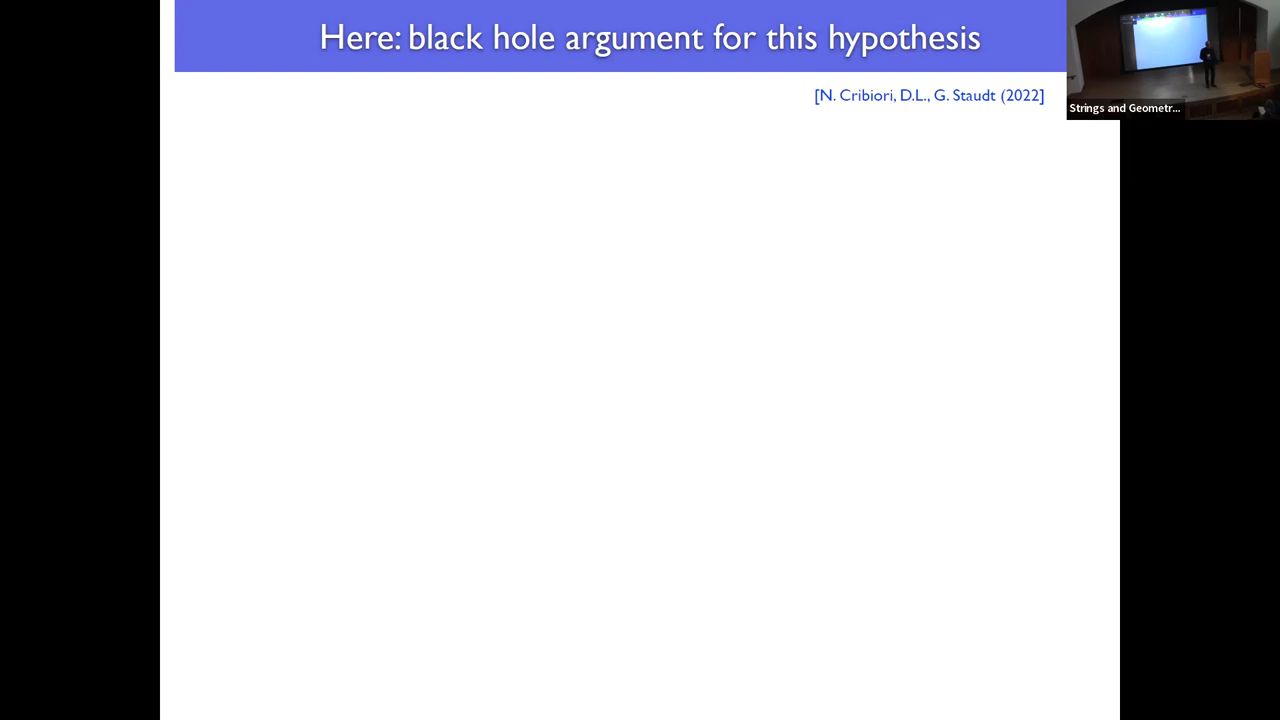 Here: black hole argument for this hypothesis
[N. Cribiori, D.L., G. Staudt (2022]
Strings and Geometr...